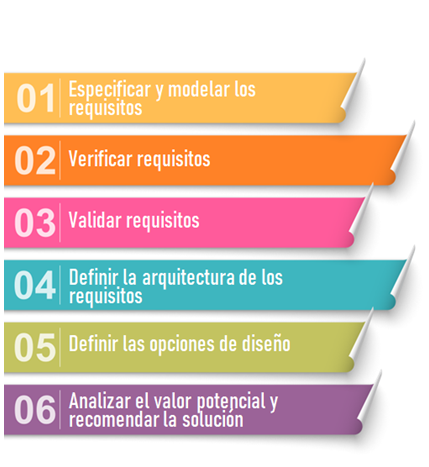 01 Especificar y modelar los
requisitos
02 Verificar requisitos
03 Validar requisitos
04 Definir la arquitectura de los
requisitos
05 Definir las opciones de diseño
06 Analizar el valor potencial y
recomendar la solución